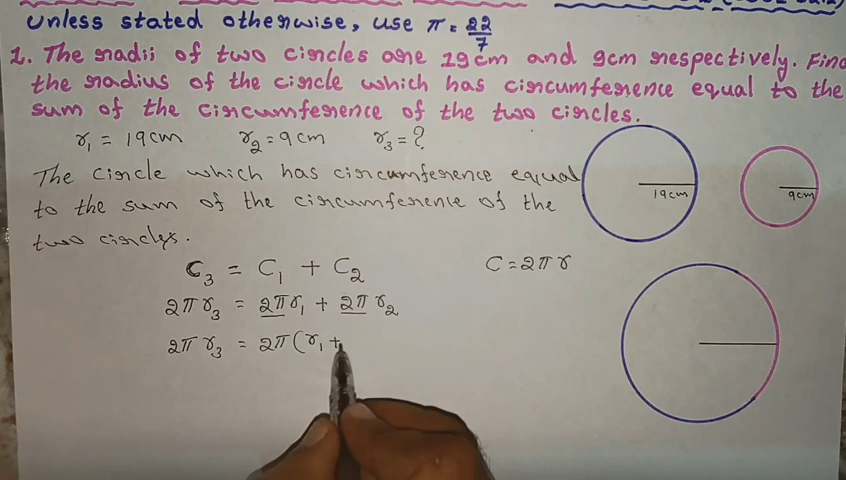 Unless stated otherwise, use π = 22/7
1. The radii of two circles are 19cm and 9cm respectively. Find
the radius of the circle which has circumference equal to the
sum of the circumference of the two circles.
r₁ = 19cm r₂ = 9cm r₃ = ?
The circle which has circumference equal
to the sum of the circumference of the
two circles.
19cm
9cm
C₃ = C₁ + C₂ C = 2πr
2πr₃ = 2πr₁ + 2πr₂
2πr₃ = 2π(r₁ +